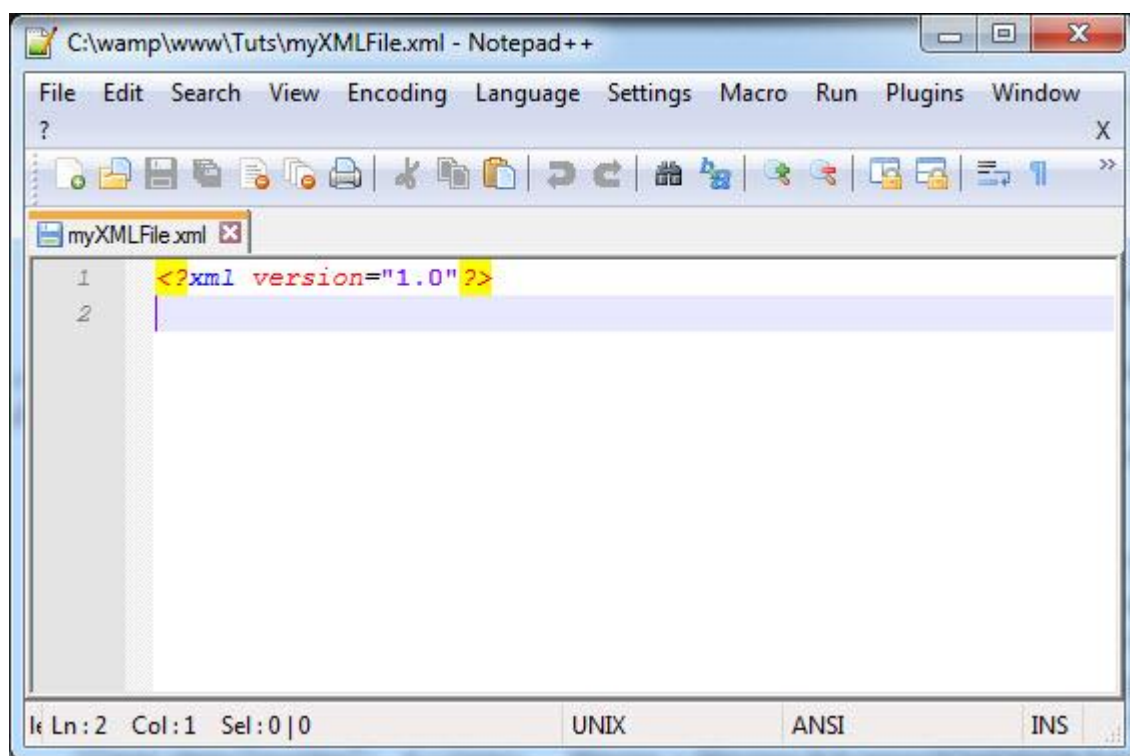 C:\wamp\www\Tuts\myXMLFile.xml - Notepad++
File Edit Search View Encoding Language Settings Macro Run Plugins Window
? X
myXMLFile.xml
1 <?xml version="1.0"?>
2
Ln : 2 Col : 1 Sel : 0 | 0 UNIX ANSI INS